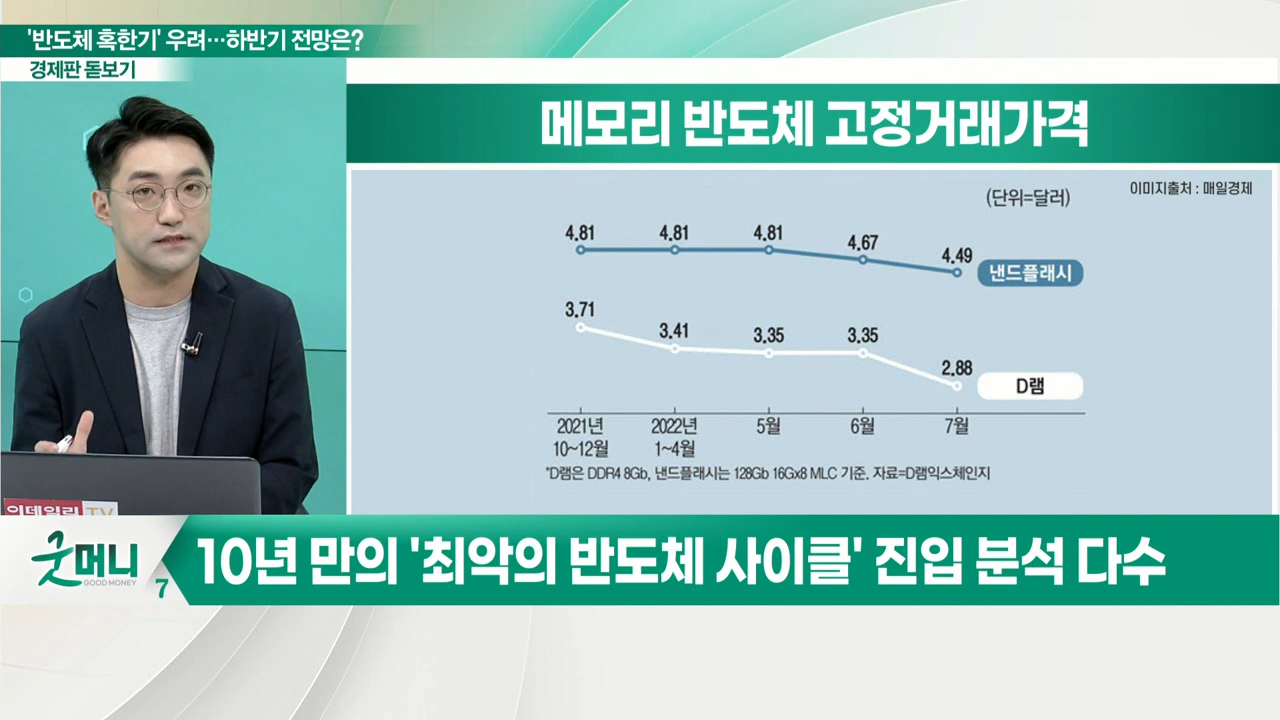 '반도체 혹한기' 우려…하반기 전망은?
경제판 돋보기
메모리 반도체 고정거래가격
(단위=달러)
이미지출처 : 매일경제
4.81 4.81 4.81 4.67 4.49
낸드플래시
3.71 3.41 3.35 3.35 2.88
D램
2021년 2022년 5월 6월 7월
10~12월 1~4월
*D램은 DDR4 8Gb, 낸드플래시는 128Gb 16Gx8 MLC 기준. 자료=D램익스체인지
이데일리 TV
굿머니
GOOD MONEY
7
10년 만의 '최악의 반도체 사이클' 진입 분석 다수